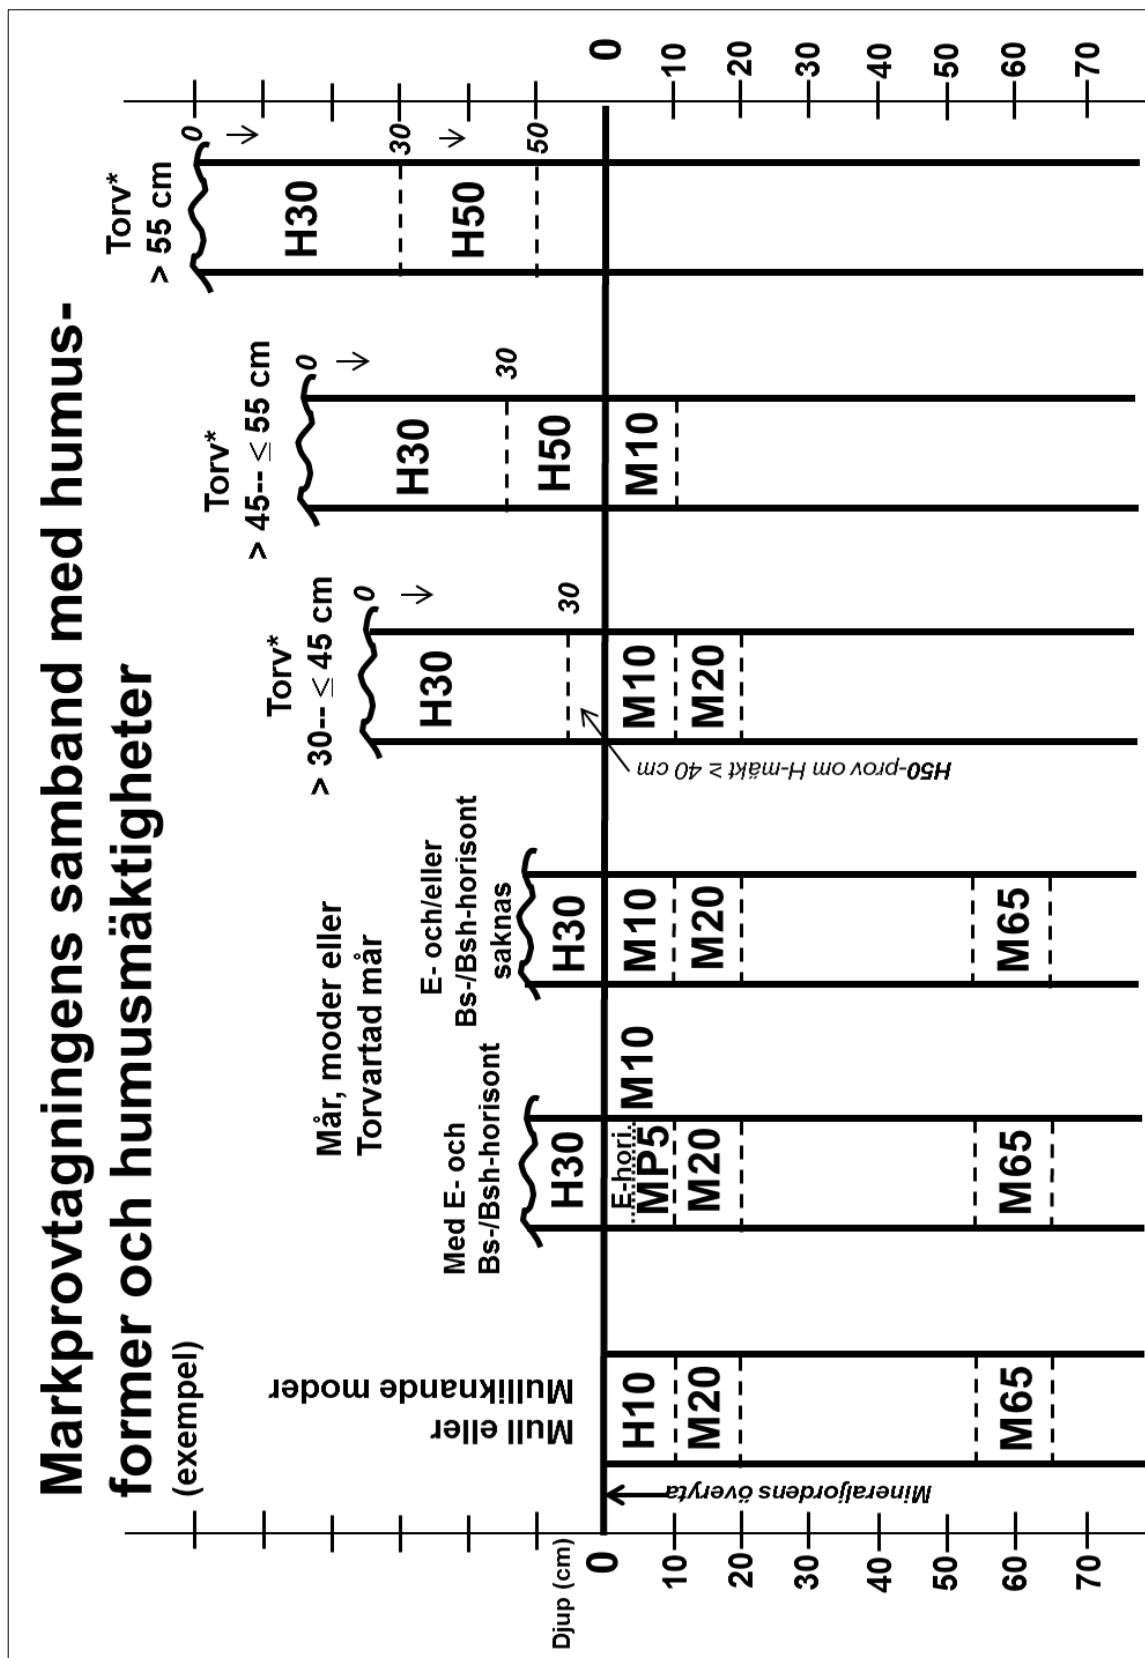 Markprovtagningens samband med humus-
former och humusmäktigheter
(exempel)
Mull eller
Mulliknande moder
Mår, moder eller
Torvartad mår
Med E- och
Bs-/Bsh-horisont
E- och/eller
Bs-/Bsh-horisont
saknas
Torv*
> 30-- ≤ 45 cm
Torv*
> 45-- ≤ 55 cm
Torv*
> 55 cm
Djup (cm)
0
10
20
30
40
50
60
70
Mineraljordens överyta
H10
M20
M65
H30
E-hori.
MP5
M20
M65
M10
H30
M10
M20
M65
0
H30
30
M10
M20
H50-prov om H-mäkt ≥ 40 cm
0
H30
30
H50
M10
0
H30
30
H50
50
0
10
20
30
40
50
60
70